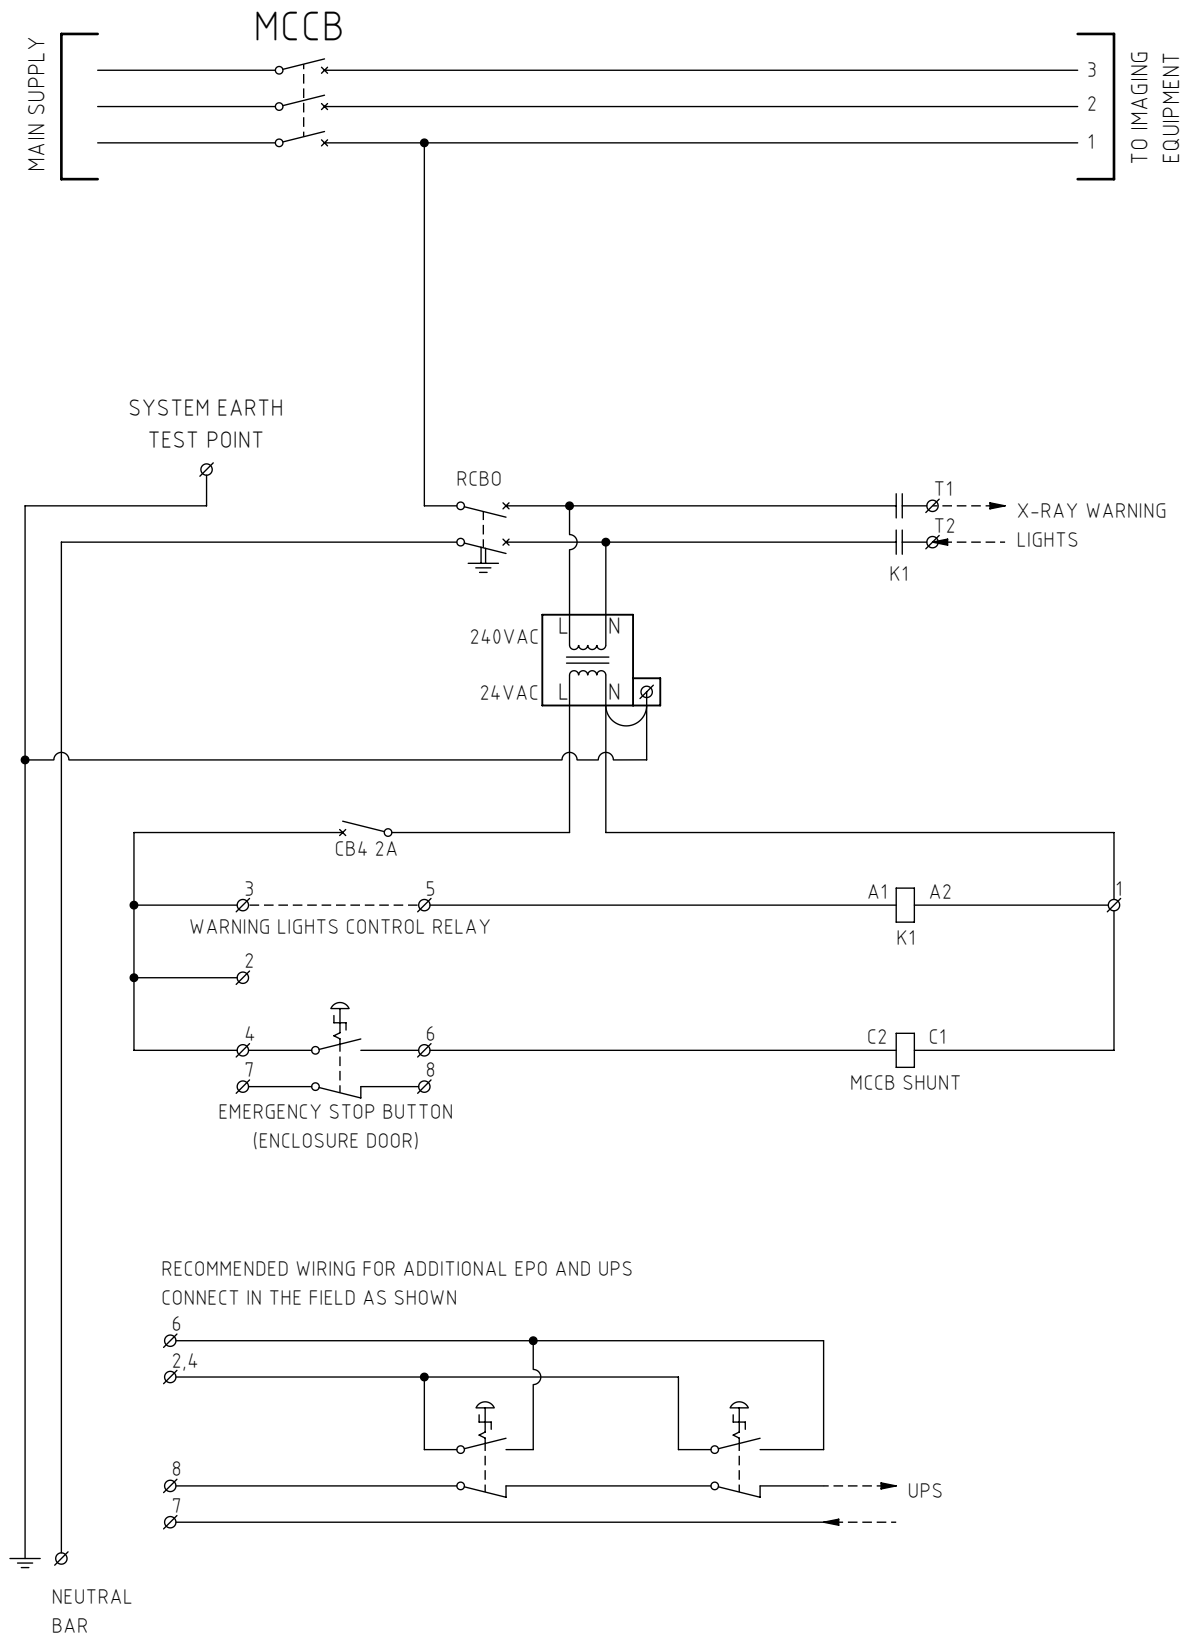 MCCB
MAIN SUPPLY
3
2
1
TO IMAGING
EQUIPMENT
SYSTEM EARTH
TEST POINT
RCBO
T1
T2
X-RAY WARNING
LIGHTS
K1
240VAC
L
N
24VAC
L
N
CB4 2A
3
5
A1
A2
1
WARNING LIGHTS CONTROL RELAY
K1
2
4
6
C2
C1
7
8
MCCB SHUNT
EMERGENCY STOP BUTTON
(ENCLOSURE DOOR)
RECOMMENDED WIRING FOR ADDITIONAL EPO AND UPS
CONNECT IN THE FIELD AS SHOWN
6
2,4
8
UPS
7
NEUTRAL
BAR